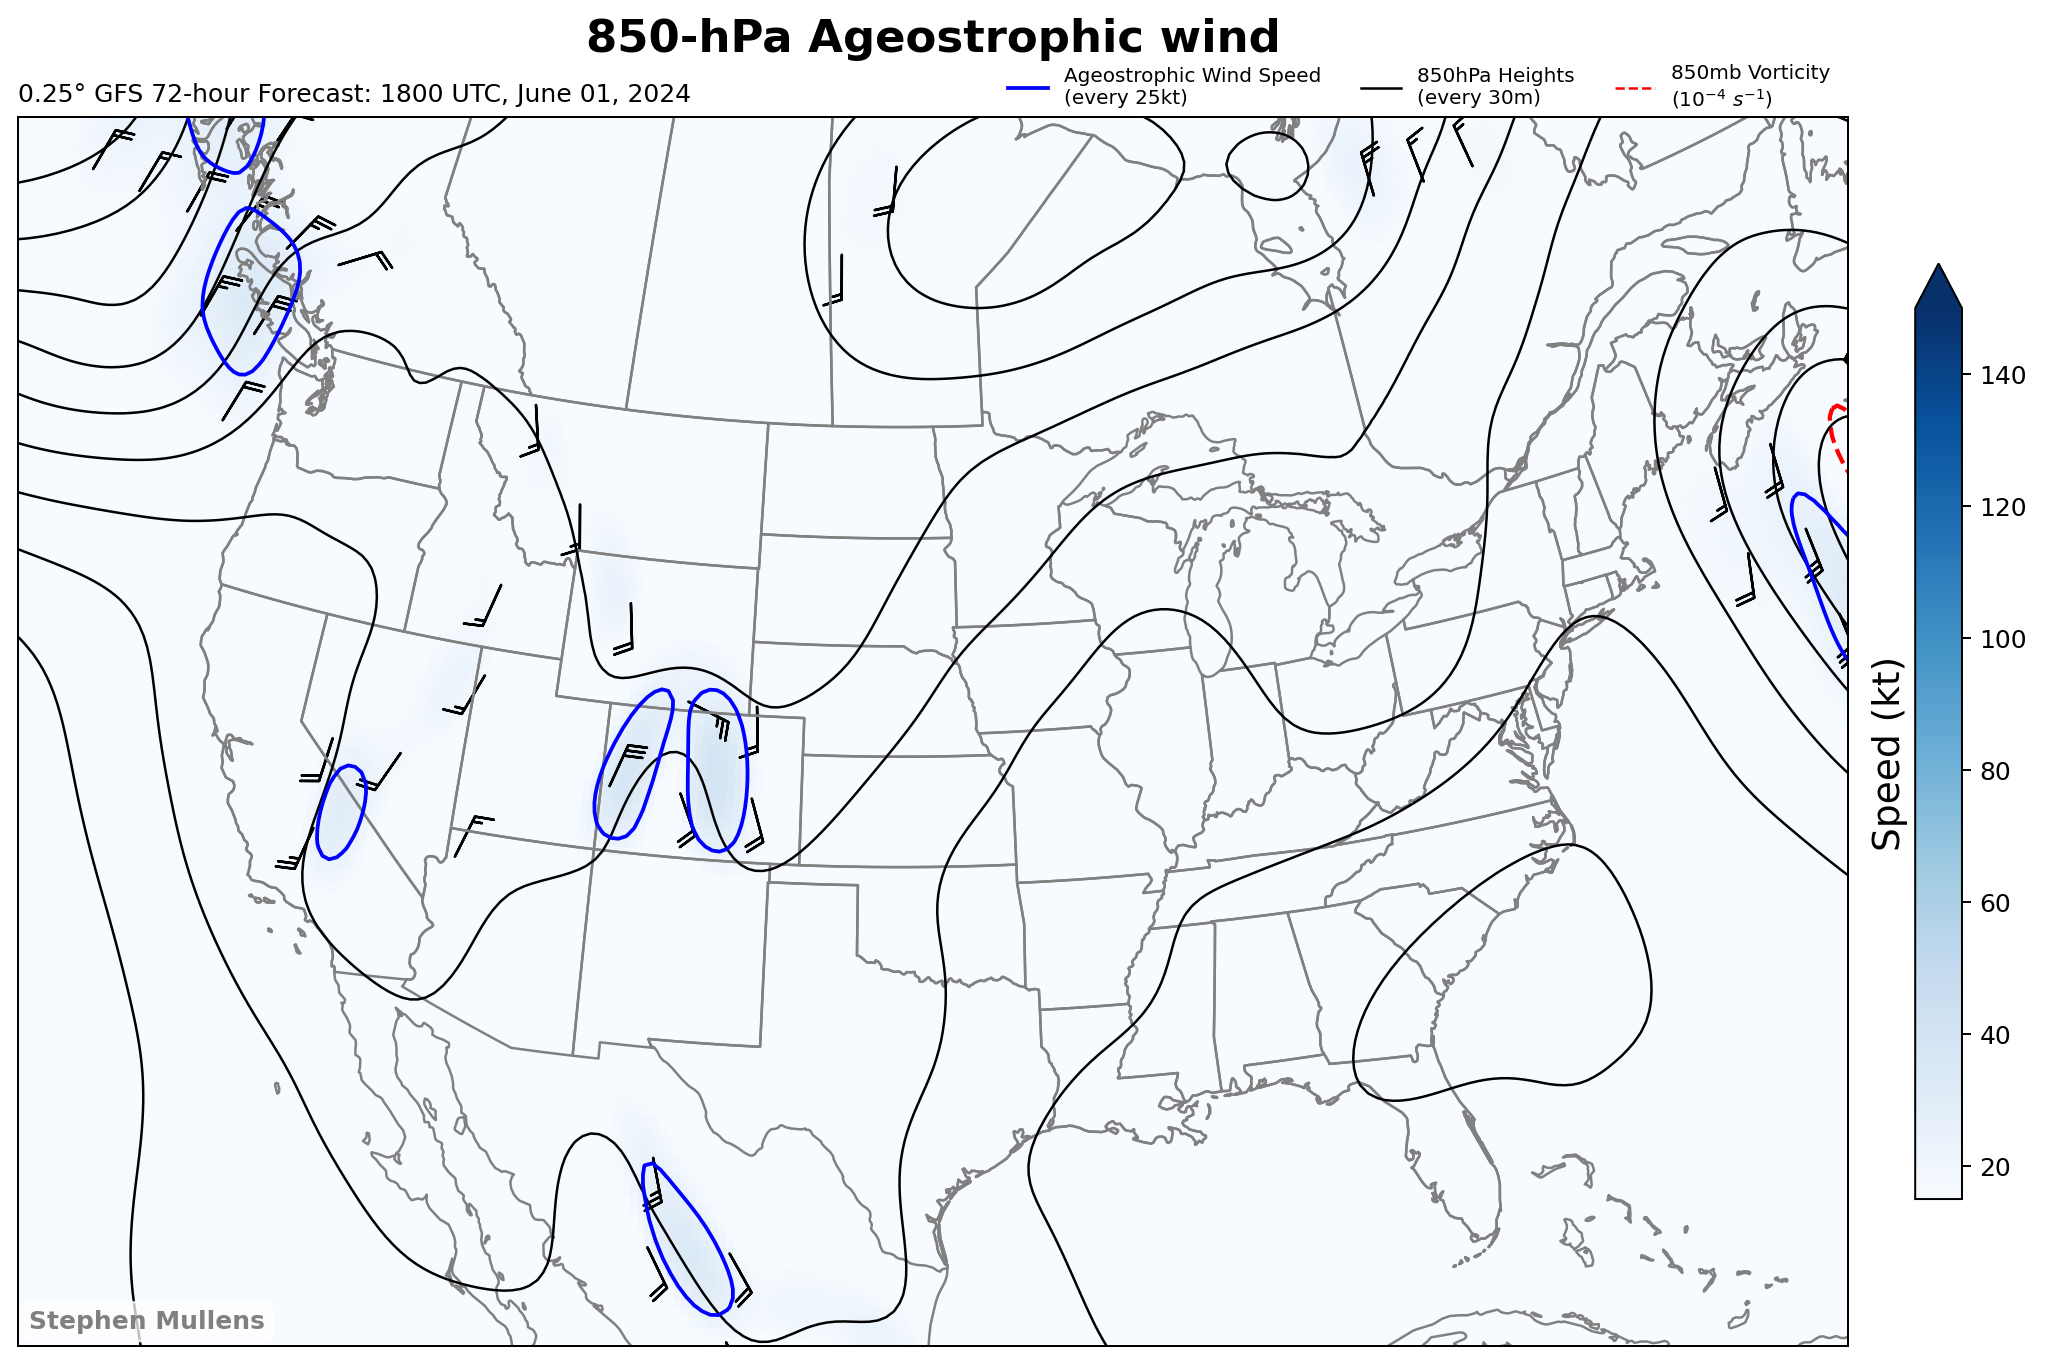 850-hPa Ageostrophic wind
0.25° GFS 72-hour Forecast: 1800 UTC, June 01, 2024
Ageostrophic Wind Speed
(every 25kt)
850hPa Heights
(every 30m)
850mb Vorticity
(10⁻⁴ s⁻¹)
140
120
100
80
60
40
20
Speed (kt)
Stephen Mullens